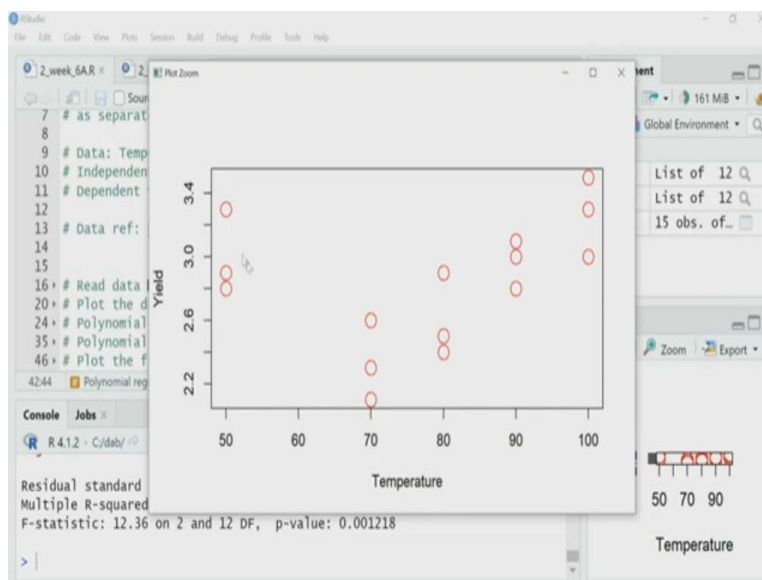 RStudio
File Edit Code View Plots Session Build Debug Profile Tools Help
2_week_6A.R
2_
Plot Zoom
ment
Sour
161 MiB
Global Environment
7 # as separat
8
9 # Data: Temp
10 # Independen
11 # Dependent
12
13 # Data ref:
14
15
16 # Read data
20 # Plot the d
24 # Polynomial
35 # Polynomial
46 # Plot the f
42:44 Polynomial reg
List of 12
List of 12
15 obs. of…
Yield
3.4
3.0
2.6
2.2
50 60 70 80 90 100
Temperature
Zoom Export
50 70 90
Temperature
Console Jobs
R 4.1.2 · C:/dab/
Residual standard
Multiple R-squared
F-statistic: 12.36 on 2 and 12 DF, p-value: 0.001218
>